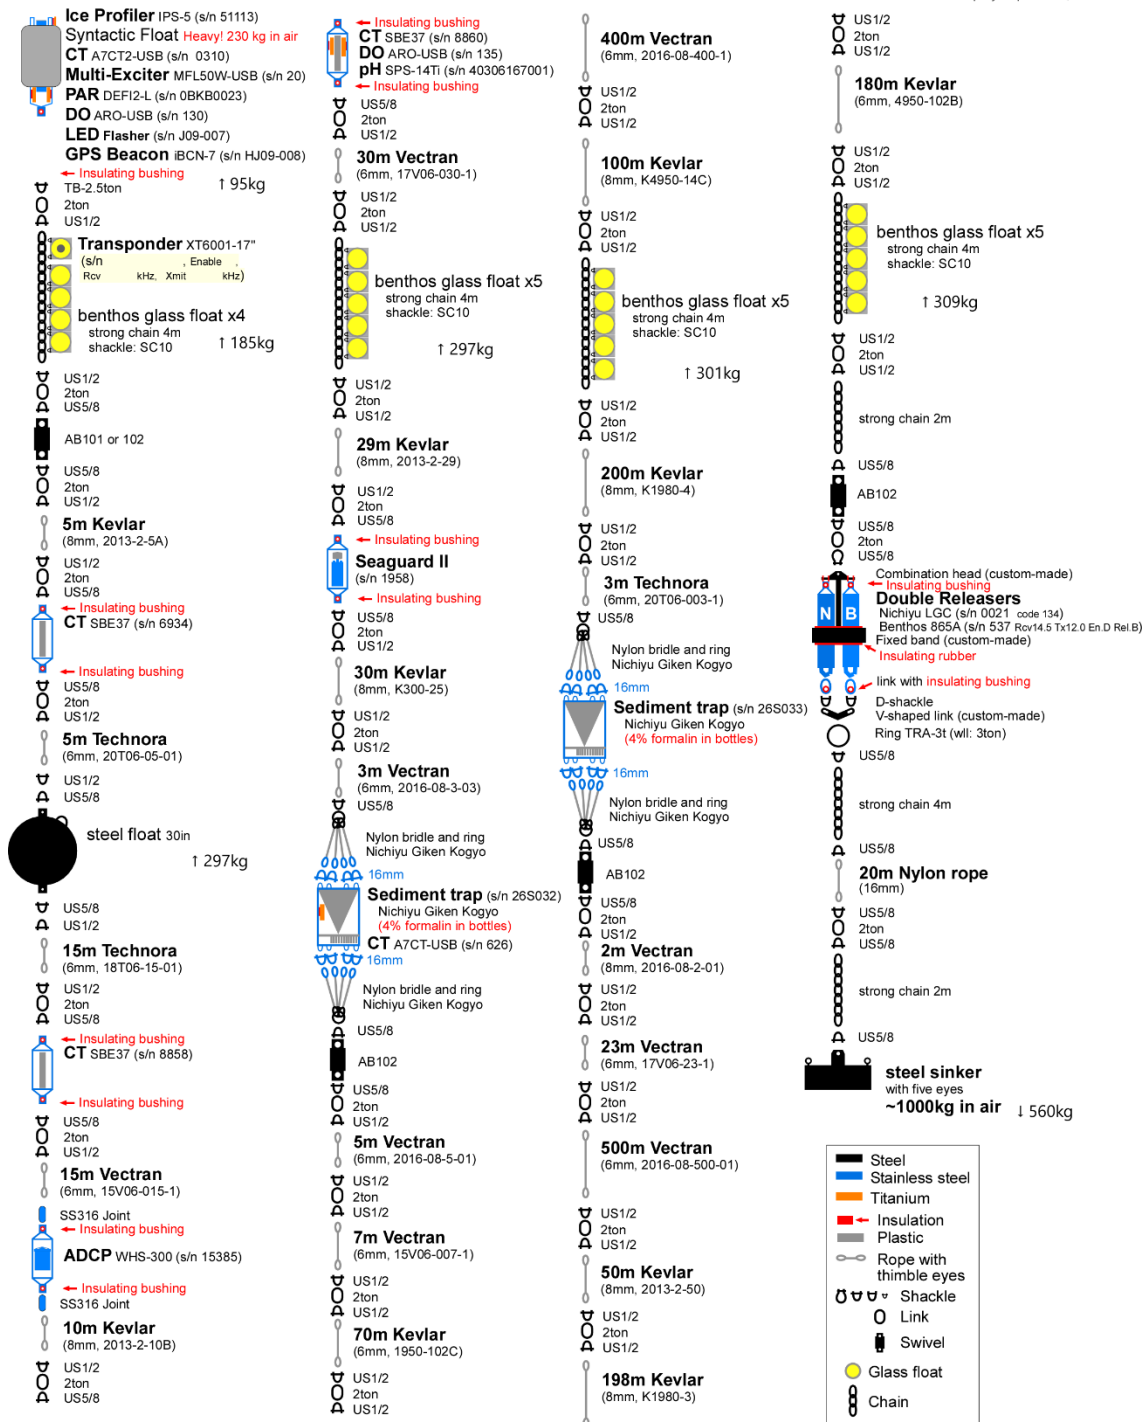 Ice Profiler IPS-5 (s/n 51113)
Syntactic Float Heavy! 230 kg in air
CT A7CT2-USB (s/n 0310)
Multi-Exciter MFL50W-USB (s/n 20)
PAR DEFI2-L (s/n 0BKB0023)
DO ARO-USB (s/n 130)
LED Flasher (s/n J09-007)
GPS Beacon iBCN-7 (s/n HJ09-008)
← Insulating bushing
↑ 95kg
TB-2.5ton
2ton
US1/2
Transponder XT6001-17"
(s/n , Enable ,
Rcv kHz, Xmit kHz)
benthos glass float x4
strong chain 4m
shackle: SC10
↑ 185kg
US1/2
2ton
US5/8
AB101 or 102
US5/8
2ton
US1/2
5m Kevlar
(8mm, 2013-2-5A)
US1/2
2ton
US5/8
← Insulating bushing
CT SBE37 (s/n 6934)
← Insulating bushing
US5/8
2ton
US1/2
5m Technora
(6mm, 20T06-05-01)
US1/2
US5/8
steel float 30in
↑ 297kg
US5/8
US1/2
15m Technora
(6mm, 18T06-15-01)
US1/2
2ton
US5/8
← Insulating bushing
CT SBE37 (s/n 8858)
← Insulating bushing
US5/8
2ton
US1/2
15m Vectran
(6mm, 15V06-015-1)
SS316 Joint
← Insulating bushing
ADCP WHS-300 (s/n 15385)
← Insulating bushing
SS316 Joint
10m Kevlar
(8mm, 2013-2-10B)
US1/2
2ton
US5/8
← Insulating bushing
CT SBE37 (s/n 8860)
DO ARO-USB (s/n 135)
pH SPS-14Ti (s/n 40306167001)
← Insulating bushing
US5/8
2ton
US1/2
30m Vectran
(6mm, 17V06-030-1)
US1/2
2ton
US1/2
benthos glass float x5
strong chain 4m
shackle: SC10
↑ 297kg
US1/2
2ton
US1/2
29m Kevlar
(8mm, 2013-2-29)
US1/2
2ton
US5/8
← Insulating bushing
Seaguard II
(s/n 1958)
← Insulating bushing
US5/8
2ton
US1/2
30m Kevlar
(8mm, K300-25)
US1/2
2ton
US1/2
3m Vectran
(6mm, 2016-08-3-03)
US5/8
Nylon bridle and ring
Nichiyu Giken Kogyo
16mm
Sediment trap (s/n 26S032)
Nichiyu Giken Kogyo
(4% formalin in bottles)
CT A7CT-USB (s/n 626)
16mm
Nylon bridle and ring
Nichiyu Giken Kogyo
US5/8
AB102
US5/8
2ton
US1/2
5m Vectran
(6mm, 2016-08-5-01)
US1/2
2ton
US1/2
7m Vectran
(6mm, 15V06-007-1)
US1/2
2ton
US1/2
70m Kevlar
(6mm, 1950-102C)
US1/2
2ton
US1/2
400m Vectran
(6mm, 2016-08-400-1)
US1/2
2ton
US1/2
100m Kevlar
(8mm, K4950-14C)
US1/2
2ton
US1/2
benthos glass float x5
strong chain 4m
shackle: SC10
↑ 301kg
US1/2
2ton
US1/2
200m Kevlar
(8mm, K1980-4)
US1/2
2ton
US1/2
3m Technora
(6mm, 20T06-003-1)
US5/8
Nylon bridle and ring
Nichiyu Giken Kogyo
16mm
Sediment trap (s/n 26S033)
Nichiyu Giken Kogyo
(4% formalin in bottles)
16mm
Nylon bridle and ring
Nichiyu Giken Kogyo
US5/8
AB102
US5/8
2ton
US1/2
2m Vectran
(8mm, 2016-08-2-01)
US1/2
2ton
US1/2
23m Vectran
(6mm, 17V06-23-1)
US1/2
2ton
US1/2
500m Vectran
(6mm, 2016-08-500-01)
US1/2
2ton
US1/2
50m Kevlar
(8mm, 2013-2-50)
US1/2
2ton
US1/2
198m Kevlar
(8mm, K1980-3)
US1/2
2ton
US1/2
180m Kevlar
(6mm, 4950-102B)
US1/2
2ton
US1/2
benthos glass float x5
strong chain 4m
shackle: SC10
↑ 309kg
US1/2
2ton
US1/2
strong chain 2m
US5/8
AB102
US5/8
2ton
US5/8
Combination head (custom-made)
← Insulating bushing
Double Releasers
N B
Nichiyu LGC (s/n 0021 code 134)
Benthos 865A (s/n 537 Rcv14.5 Tx12.0 En.D Rel.B)
Fixed band (custom-made)
Insulating rubber
link with insulating bushing
D-shackle
V-shaped link (custom-made)
Ring TRA-3t (wll: 3ton)
US5/8
strong chain 4m
US5/8
20m Nylon rope
(16mm)
US5/8
2ton
US5/8
strong chain 2m
US5/8
steel sinker
with five eyes
~1000kg in air ↓ 560kg
Steel
Stainless steel
Titanium
Insulation
Plastic
Rope with
thimble eyes
Shackle
Link
Swivel
Glass float
Chain